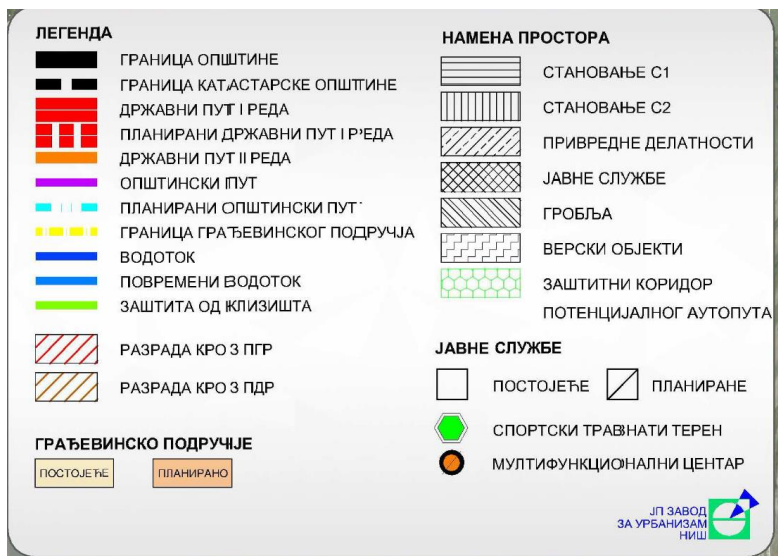 ЛЕГЕНДА
ГРАНИЦА ОПШТИНЕ
ГРАНИЦА КАТАСТАРСКЕ ОПШТИНЕ
ДРЖАВНИ ПУТ I РЕДА
ПЛАНИРАНИ ДРЖАВНИ ПУТ I РЕДА
ДРЖАВНИ ПУТ II РЕДА
ОПШТИНСКИ ПУТ
ПЛАНИРАНИ ОПШТИНСКИ ПУТ
ГРАНИЦА ГРАЂЕВИНСКОГ ПОДРУЧЈА
ВОДОТОК
ПОВРЕМЕНИ ВОДОТОК
ЗАШТИТА ОД КЛИЗИШТА
РАЗРАДА КРОЗ ПГР
РАЗРАДА КРОЗ ПДР
ГРАЂЕВИНСКО ПОДРУЧЈЕ
ПОСТОЈЕЋЕ
ПЛАНИРАНО
НАМЕНА ПРОСТОРА
СТАНОВАЊЕ С1
СТАНОВАЊЕ С2
ПРИВРЕДНЕ ДЕЛАТНОСТИ
ЈАВНЕ СЛУЖБЕ
ГРОБЉА
ВЕРСКИ ОБЈЕКТИ
ЗАШТИТНИ КОРИДОР
ПОТЕНЦИЈАЛНОГ АУТОПУТА
ЈАВНЕ СЛУЖБЕ
ПОСТОЈЕЋЕ
ПЛАНИРАНЕ
СПОРТСКИ ТРАВНАТИ ТЕРЕН
МУЛТИФУНКЦИОНАЛНИ ЦЕНТАР
ЈП ЗАВОД
ЗА УРБАНИЗАМ
НИШ